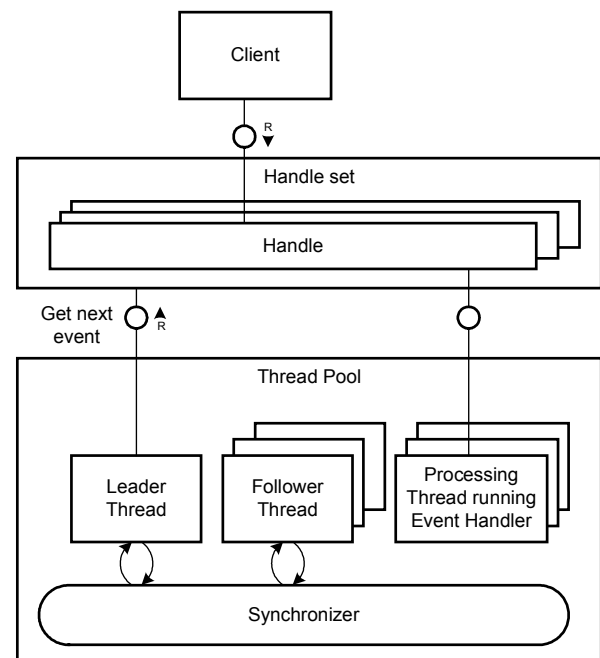 Client
R
Handle set
Handle
Get next
event
R
Thread Pool
Leader
Thread
Follower
Thread
Processing
Thread running
Event Handler
Synchronizer